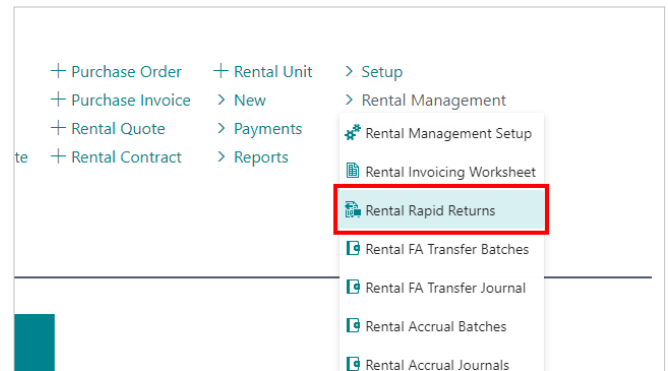 + Purchase Order + Rental Unit > Setup
+ Purchase Invoice > New > Rental Management
+ Rental Quote > Payments
te + Rental Contract > Reports
Rental Management Setup
Rental Invoicing Worksheet
Rental Rapid Returns
Rental FA Transfer Batches
Rental FA Transfer Journal
Rental Accrual Batches
Rental Accrual Journals